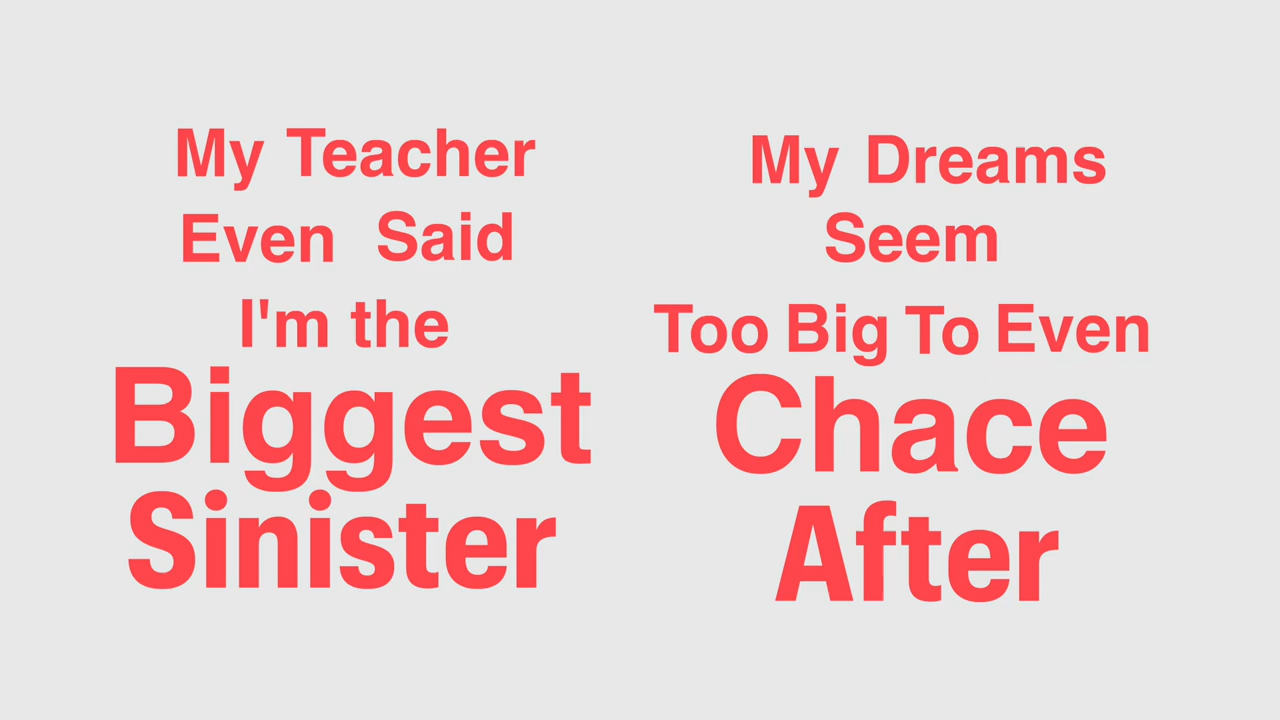 My Teacher
Even Said
I'm the
Biggest
Sinister
My Dreams
Seem
Too Big To Even
Chace
After